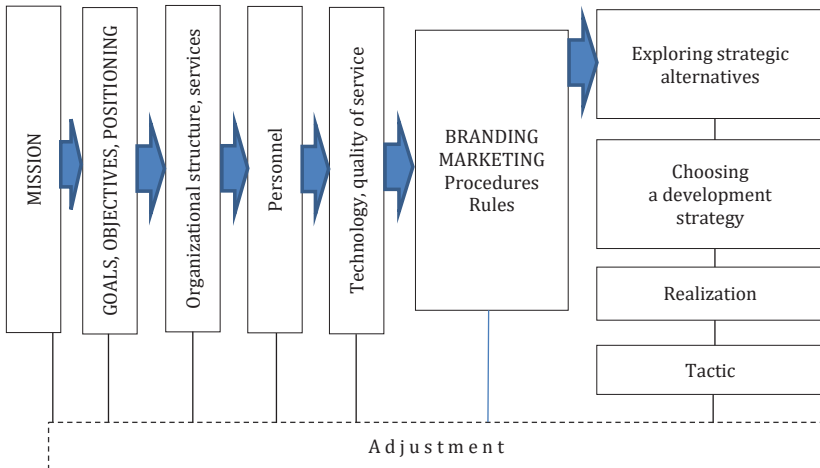 MISSION
GOALS, OBJECTIVES, POSITIONING
Organizational structure, services
Personnel
Technology, quality of service
BRANDING
MARKETING
Procedures
Rules
Exploring strategic
alternatives
Choosing
a development
strategy
Realization
Tactic
Adjustment